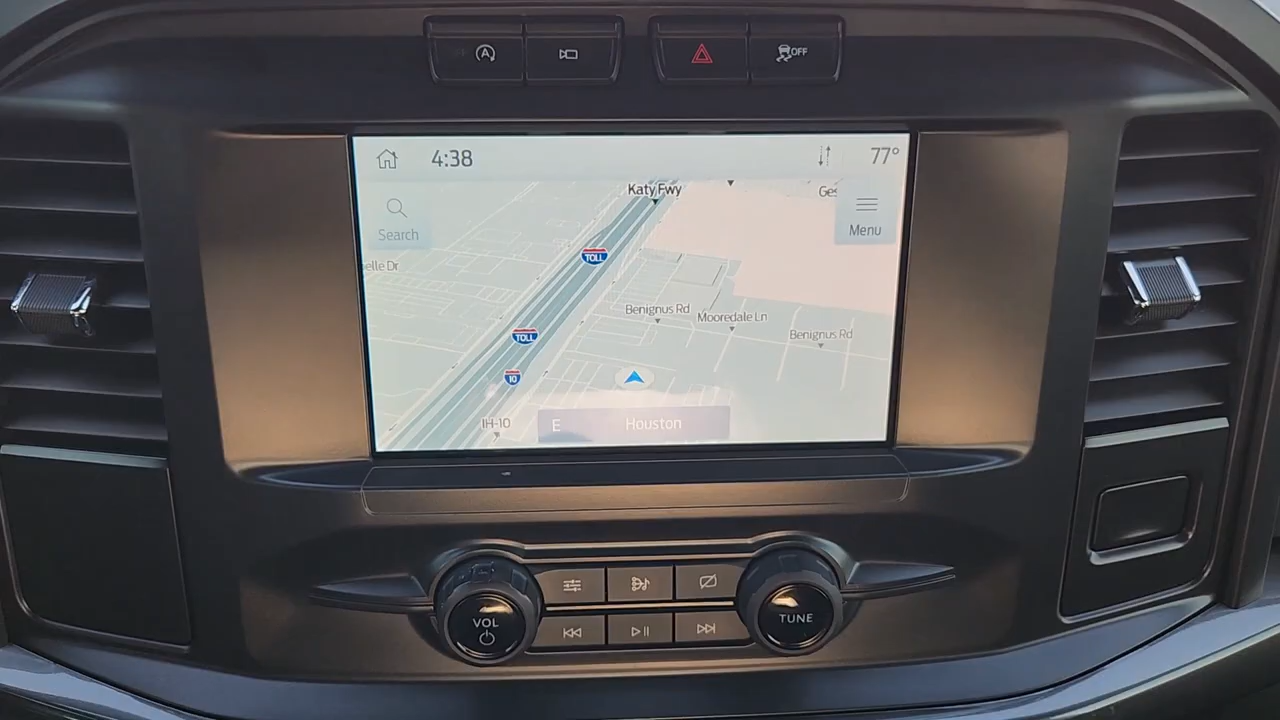 A
OFF
4:38
77°
Katy Fwy
Ges
Search
Menu
elle Dr
TOLL
Benignus Rd
Mooredale Ln
TOLL
Benignus Rd
10
IH-10
E
Houston
VOL
TUNE